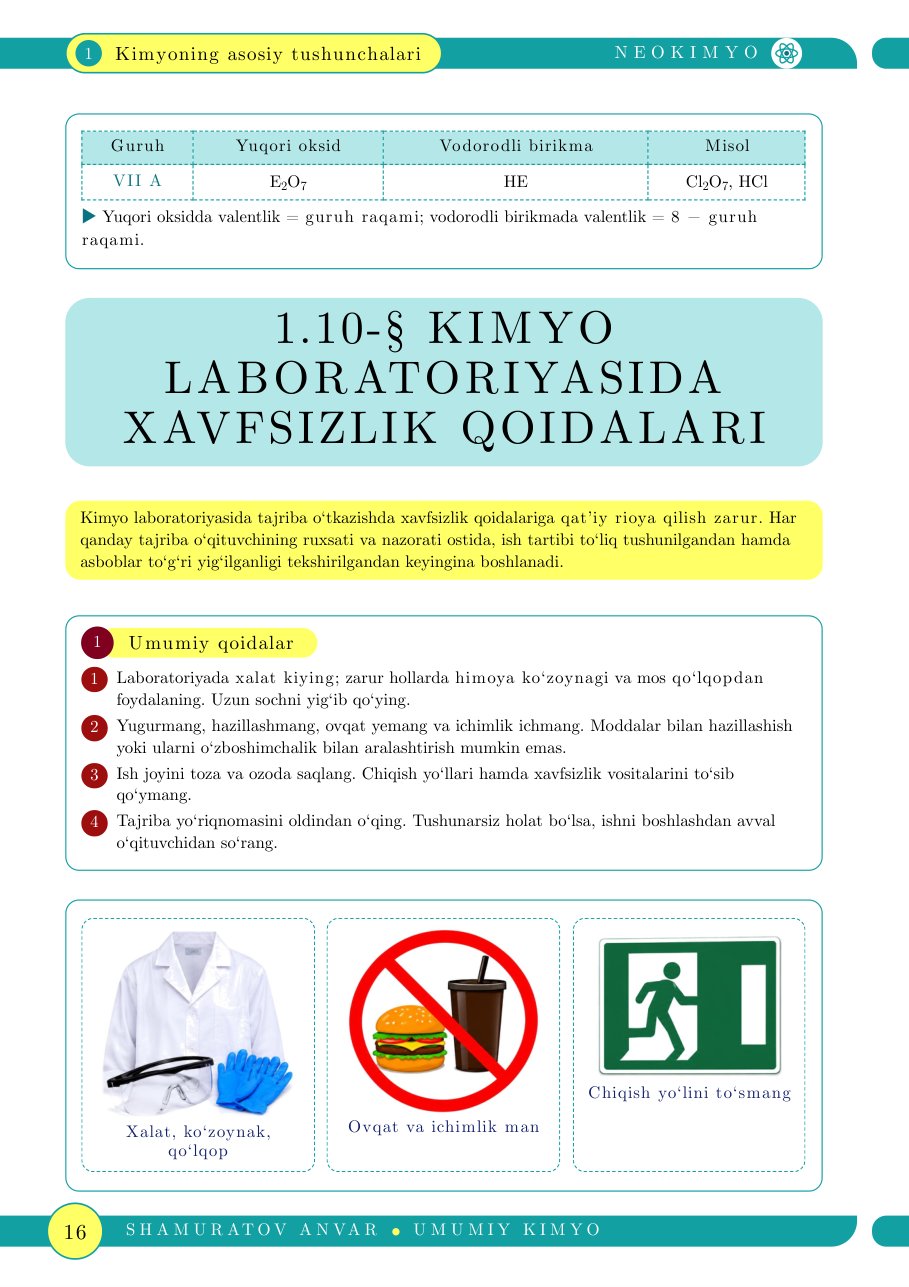 1 Kimyoning asosiy tushunchalari
NEOKIMYO
Guruh Yuqori oksid Vodorodli birikma Misol
VII A E₂O₇ HE Cl₂O₇, HCl
▶ Yuqori oksidda valentlik = guruh raqami; vodorodli birikmada valentlik = 8 − guruh
raqami.
1.10-§ KIMYO
LABORATORIYASIDA
XAVFSIZLIK QOIDALARI
Kimyo laboratoriyasida tajriba o‘tkazishda xavfsizlik qoidalariga qat’iy rioya qilish zarur. Har
qanday tajriba o‘qituvchining ruxsati va nazorati ostida, ish tartibi to‘liq tushunilgandan hamda
asboblar to‘g‘ri yig‘ilganligi tekshirilgandan keyingina boshlanadi.
1 Umumiy qoidalar
1 Laboratoriyada xalat kiying; zarur hollarda himoya ko‘zoynagi va mos qo‘lqopdan
foydalaning. Uzun sochni yig‘ib qo‘ying.
2 Yugurmang, hazillashmang, ovqat yemang va ichimlik ichmang. Moddalar bilan hazillashish
yoki ularni o‘zboshimchalik bilan aralashtirish mumkin emas.
3 Ish joyini toza va ozoda saqlang. Chiqish yo‘llari hamda xavfsizlik vositalarini to‘sib
qo‘ymang.
4 Tajriba yo‘riqnomasini oldindan o‘qing. Tushunarsiz holat bo‘lsa, ishni boshlashdan avval
o‘qituvchidan so‘rang.
Xalat, ko‘zoynak,
qo‘lqop
Ovqat va ichimlik man
Chiqish yo‘lini to‘smang
16 SHAMURATOV ANVAR ● UMUMIY KIMYO